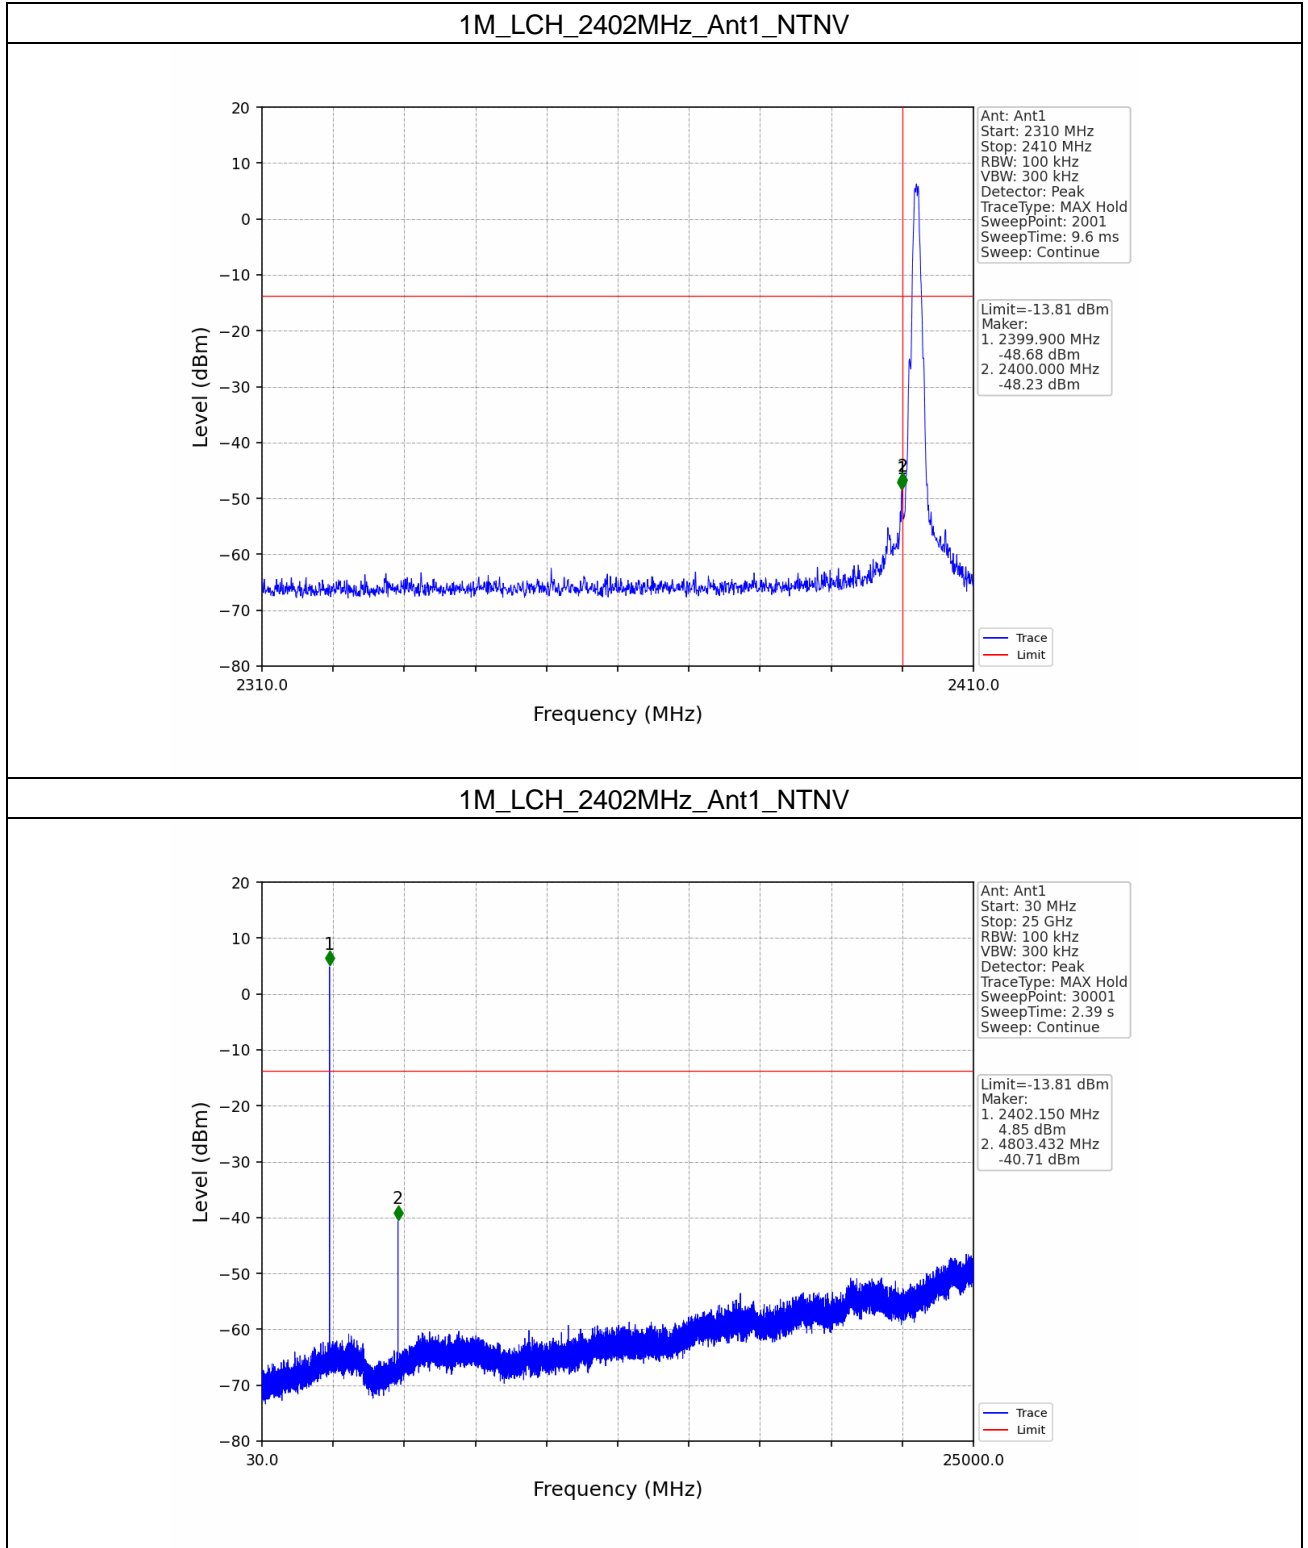 1M_LCH_2402MHz_Ant1_NTNV
20
10
0
−10
−20
−30
−40
−50
−60
−70
−80
Level (dBm)
2310.0
2410.0
Frequency (MHz)
2
Ant: Ant1
Start: 2310 MHz
Stop: 2410 MHz
RBW: 100 kHz
VBW: 300 kHz
Detector: Peak
TraceType: MAX Hold
SweepPoint: 2001
SweepTime: 9.6 ms
Sweep: Continue
Limit=-13.81 dBm
Maker:
1. 2399.900 MHz
-48.68 dBm
2. 2400.000 MHz
-48.23 dBm
Trace
Limit
1M_LCH_2402MHz_Ant1_NTNV
20
10
0
−10
−20
−30
−40
−50
−60
−70
−80
Level (dBm)
30.0
25000.0
Frequency (MHz)
1
2
Ant: Ant1
Start: 30 MHz
Stop: 25 GHz
RBW: 100 kHz
VBW: 300 kHz
Detector: Peak
TraceType: MAX Hold
SweepPoint: 30001
SweepTime: 2.39 s
Sweep: Continue
Limit=-13.81 dBm
Maker:
1. 2402.150 MHz
4.85 dBm
2. 4803.432 MHz
-40.71 dBm
Trace
Limit